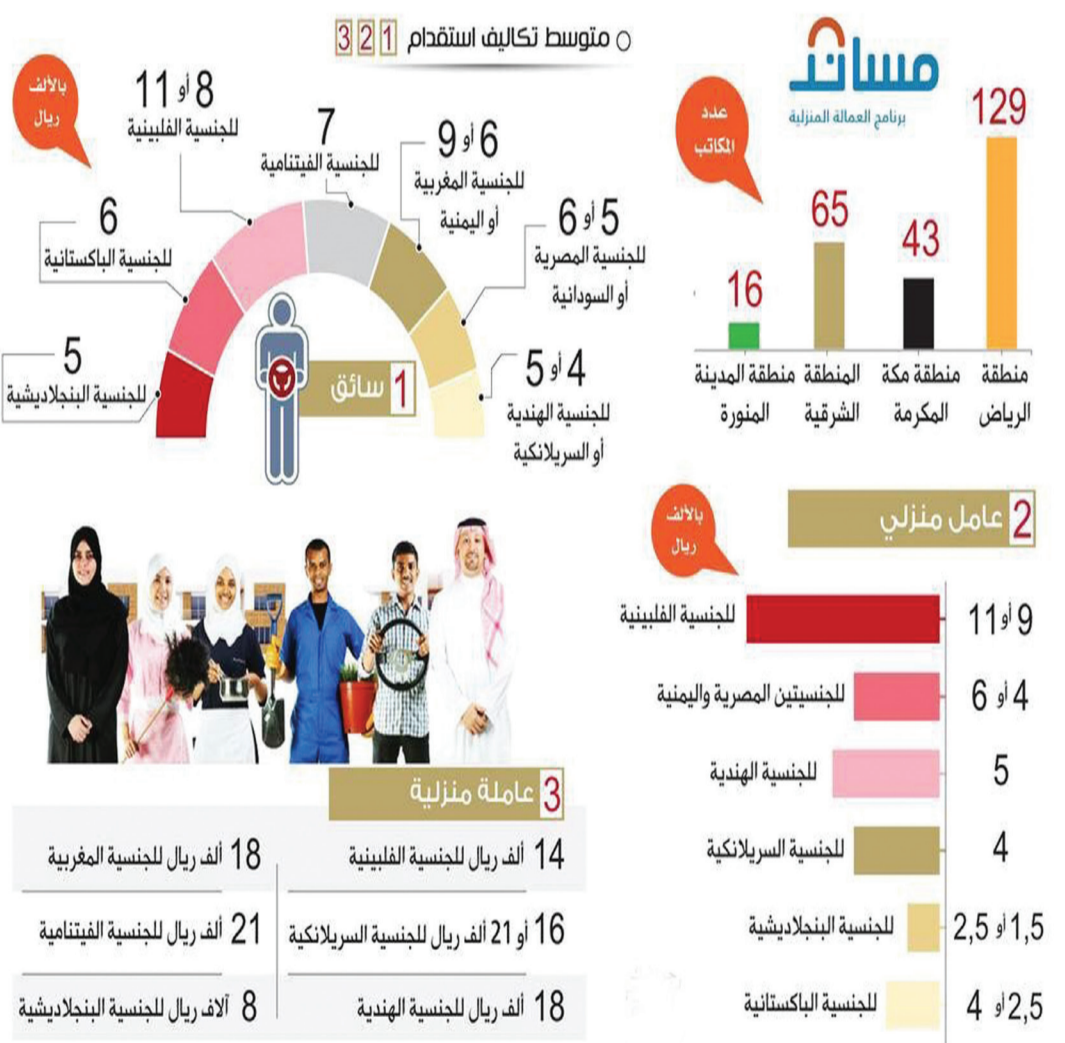 مساند
برنامج العمالة المنزلية
عدد
المكاتب
129
43
65
16
منطقة
الرياض
منطقة مكة
المكرمة
المنطقة
الشرقية
منطقة المدينة
المنورة
متوسط تكاليف استقدام 1 2 3
بالألف
ريال
1 سائق
4 أو 5
للجنسية الهندية
أو السريلانكية
5 أو 6
للجنسية المصرية
أو السودانية
6 أو 9
للجنسية المغربية
أو اليمنية
7
للجنسية الفيتنامية
8 أو 11
للجنسية الفلبينية
6
للجنسية الباكستانية
5
للجنسية البنجلاديشية
2 عامل منزلي
بالألف
ريال
9 أو 11 للجنسية الفلبينية
4 أو 6 للجنسيتين المصرية واليمنية
5 للجنسية الهندية
4 للجنسية السريلانكية
1,5 أو 2,5 للجنسية البنجلاديشية
2,5 أو 4 للجنسية الباكستانية
3 عاملة منزلية
14 ألف ريال للجنسية الفلبينية
16 أو 21 ألف ريال للجنسية السريلانكية
18 ألف ريال للجنسية الهندية
18 ألف ريال للجنسية المغربية
21 ألف ريال للجنسية الفيتنامية
8 آلاف ريال للجنسية البنجلاديشية